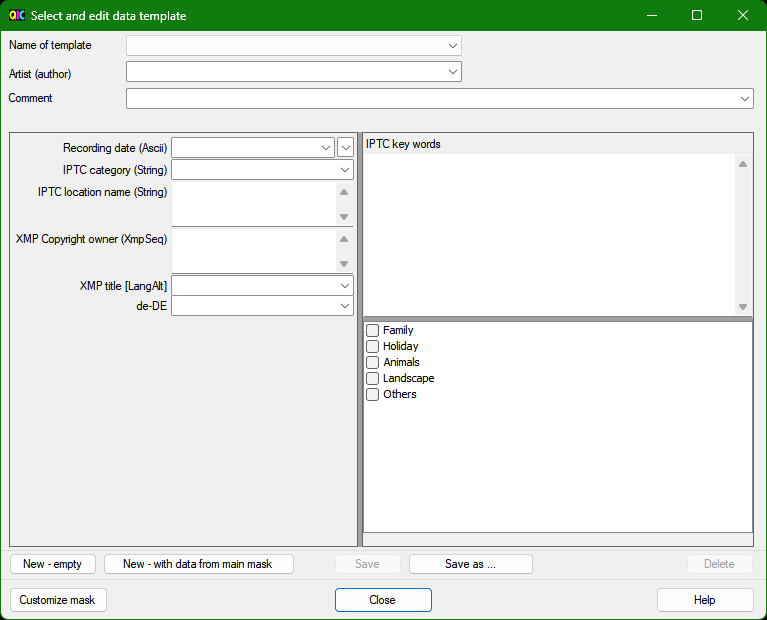 QIC Select and edit data template
Name of template
Artist (author)
Comment
Recording date (Ascii)
IPTC category (String)
IPTC location name (String)
XMP Copyright owner (XmpSeq)
XMP title [LangAlt]
de-DE
IPTC key words
Family
Holiday
Animals
Landscape
Others
New - empty
New - with data from main mask
Save
Save as ...
Delete
Customize mask
Close
Help